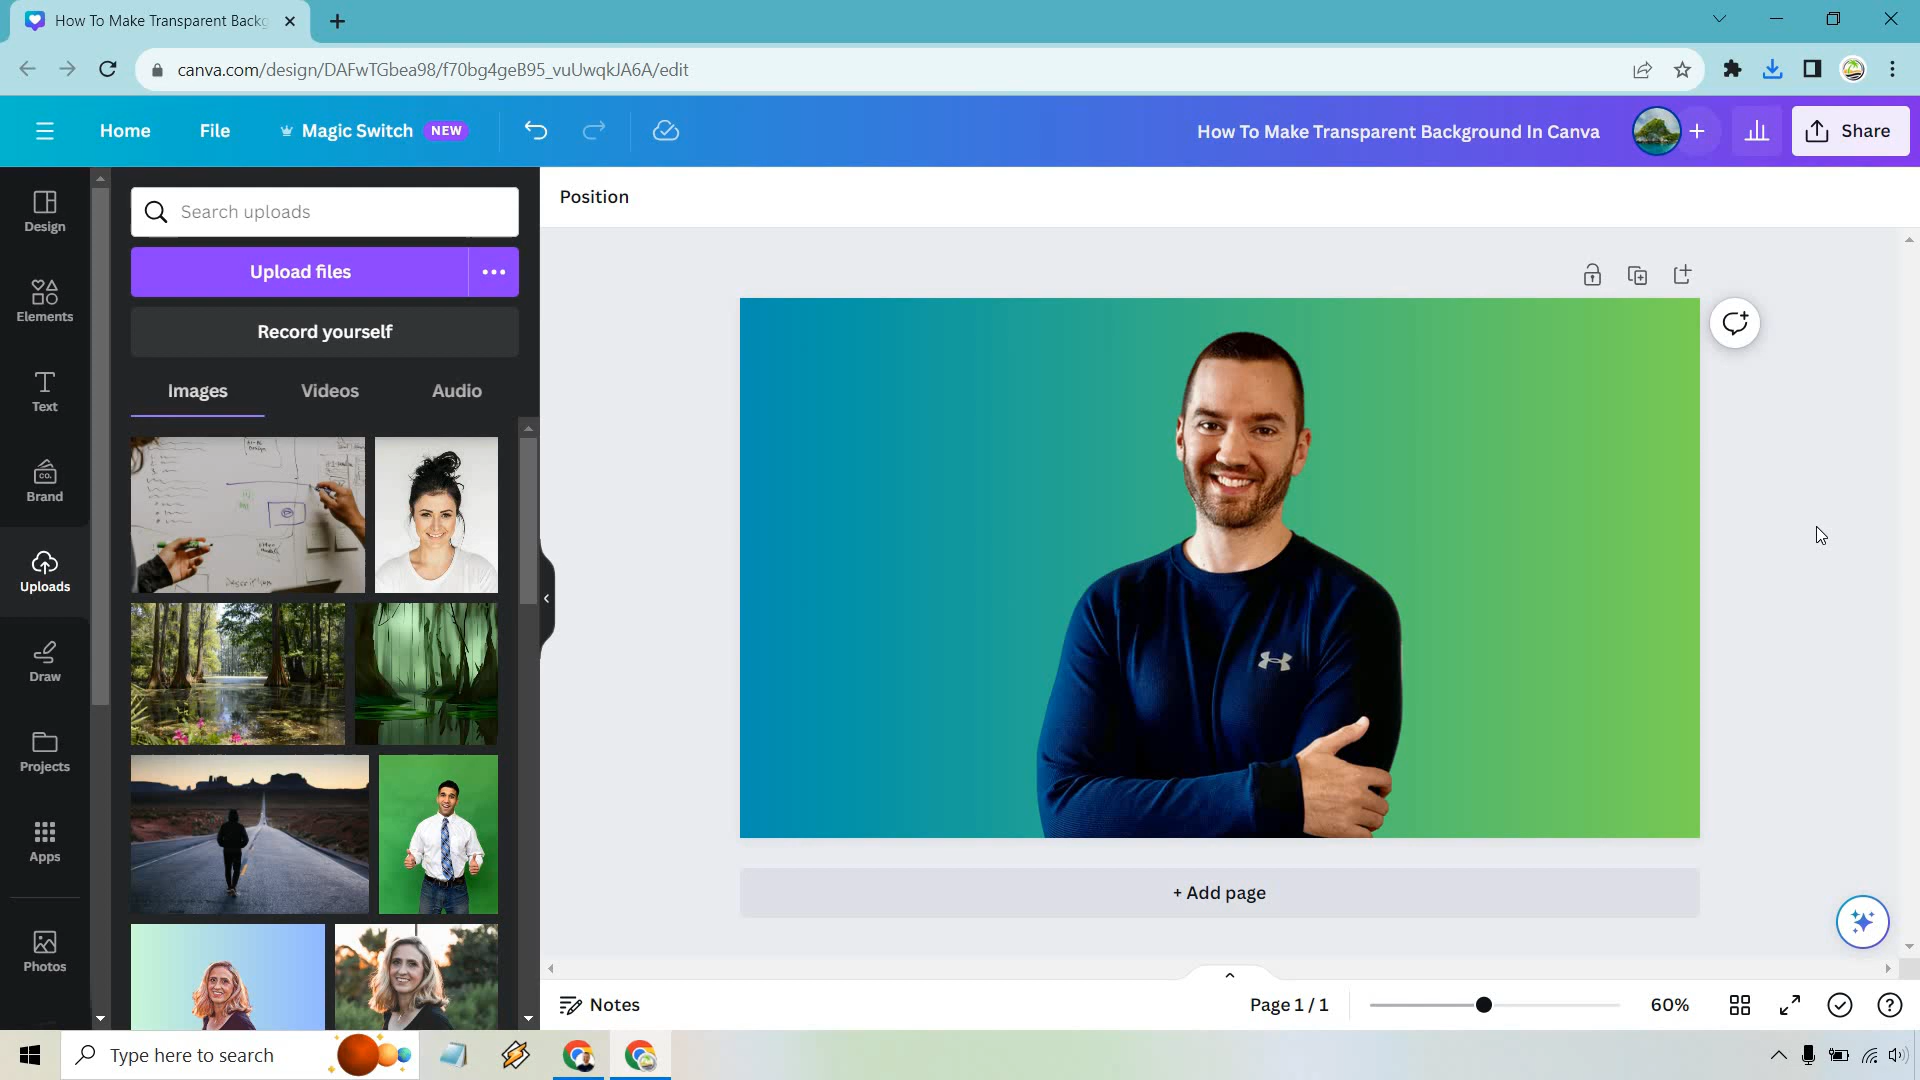 How To Make Transparent Backg
canva.com/design/DAFwTGbea98/f70bg4geB95_vuUwqkJA6A/edit
Home
File
Magic Switch
NEW
How To Make Transparent Background In Canva
Share
Design
Elements
Text
Brand
CO.
Uploads
Draw
Projects
Apps
Photos
Search uploads
Upload files
Record yourself
Images
Videos
Audio
Position
+ Add page
Notes
Page 1 / 1
60%
Type here to search